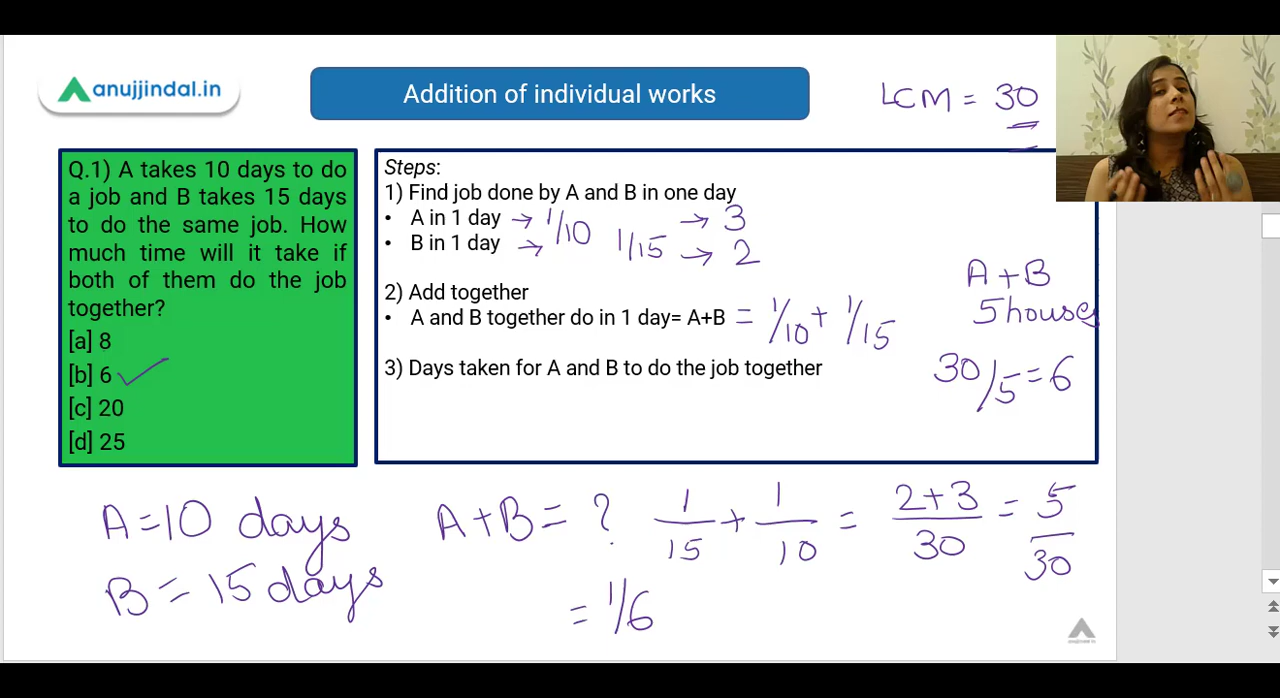 anujjindal.in
Addition of individual works
LCM = 30
Q.1) A takes 10 days to do
a job and B takes 15 days
to do the same job. How
much time will it take if
both of them do the job
together?
[a] 8
[b] 6
[c] 20
[d] 25
Steps:
1) Find job done by A and B in one day
• A in 1 day → 1/10 → 3
• B in 1 day → 1/15 → 2
2) Add together
• A and B together do in 1 day= A+B = 1/10 + 1/15
3) Days taken for A and B to do the job together
A+B
5 houses
30/5=6
A=10 days
B=15 days
A+B= ? 1/15 + 1/10 = 2+3/30 = 5/30
= 1/6
anujjindal.in